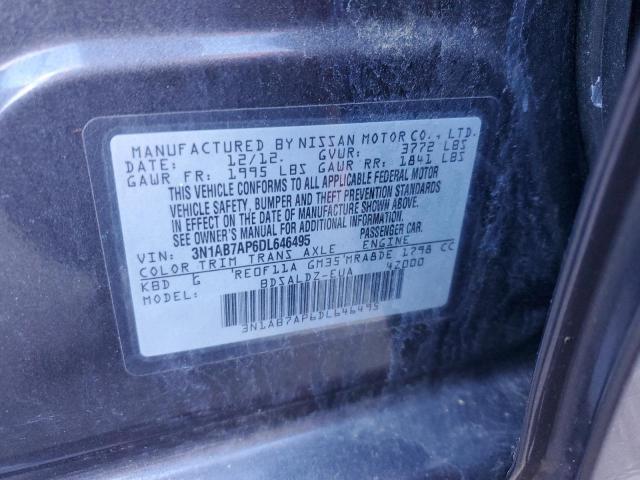 MANUFACTURED BY NISSAN MOTOR CO., LTD.
DATE: 12/12. GVWR: 3772 LBS
GAWR FR: 1995 LBS GAWR RR: 1841 LBS
THIS VEHICLE CONFORMS TO ALL APPLICABLE FEDERAL MOTOR
VEHICLE SAFETY, BUMPER AND THEFT PREVENTION STANDARDS
IN EFFECT ON THE DATE OF MANUFACTURE SHOWN ABOVE.
SEE OWNER'S MANUAL FOR ADDITIONAL INFORMATION.
VIN: 3N1AB7AP6DL646495 PASSENGER CAR
COLOR TRIM TRANS AXLE ENGINE
KBD G RE0F11A GM35 MRA8DE 1798 CC
MODEL: BDSALDZ-EUA 42000
3N1AB7AP6DL646495